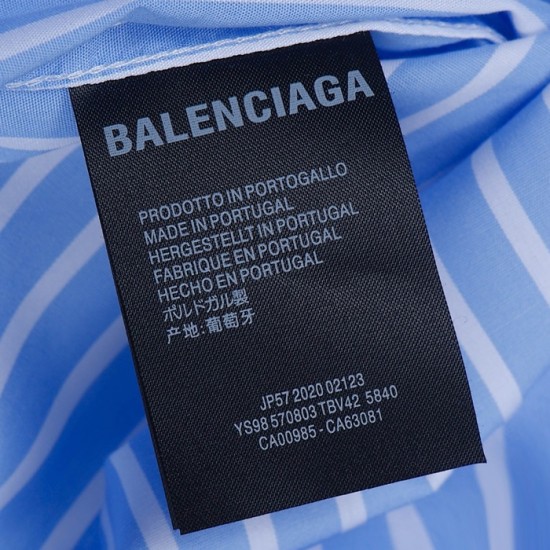 BALENCIAGA
PRODOTTO IN PORTOGALLO
MADE IN PORTUGAL
HERGESTELLT IN PORTUGAL
FABRIQUE EN PORTUGAL
HECHO EN PORTUGAL
ポルドガル製
产地:葡萄牙
JP57 2020 02123
YS98 570803 TBV42 5840
CA00985 - CA63081